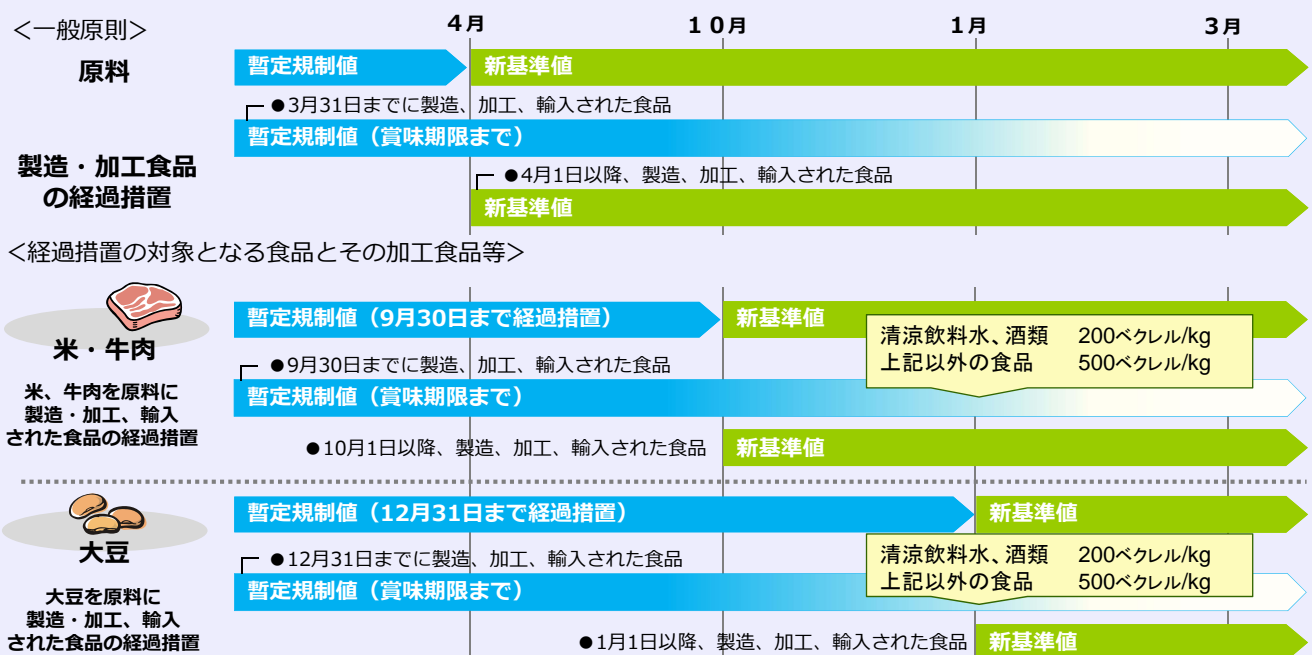 ＜一般原則＞
4月
１０月
1月
3月
原料
暫定規制値
新基準値
●3月31日までに製造、加工、輸入された食品
暫定規制値（賞味期限まで）
製造・加工食品
の経過措置
●4月1日以降、製造、加工、輸入された食品
新基準値
＜経過措置の対象となる食品とその加工食品等＞
米・牛肉
暫定規制値（9月30日まで経過措置）
新基準値
清涼飲料水、酒類 200ベクレル/kg
上記以外の食品 500ベクレル/kg
●9月30日までに製造、加工、輸入された食品
暫定規制値（賞味期限まで）
米、牛肉を原料に
製造・加工、輸入
された食品の経過措置
●10月1日以降、製造、加工、輸入された食品
新基準値
大豆
暫定規制値（12月31日まで経過措置）
新基準値
清涼飲料水、酒類 200ベクレル/kg
上記以外の食品 500ベクレル/kg
●12月31日までに製造、加工、輸入された食品
暫定規制値（賞味期限まで）
大豆を原料に
製造・加工、輸入
された食品の経過措置
●1月1日以降、製造、加工、輸入された食品
新基準値